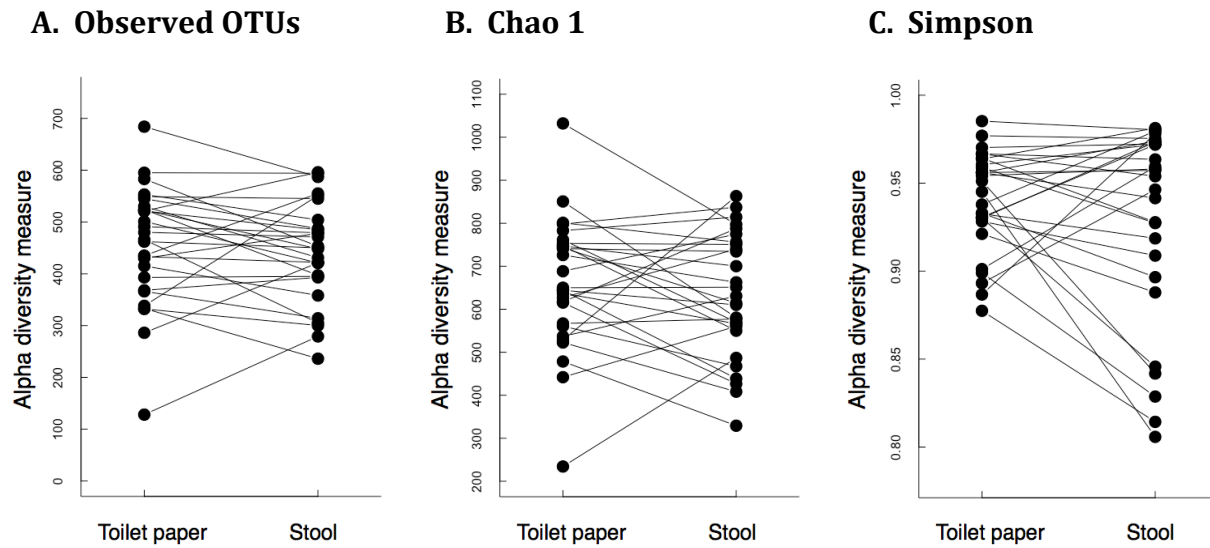 A. Observed OTUs
Alpha diversity measure
700
600
500
400
300
200
100
0
Toilet paper Stool
B. Chao 1
Alpha diversity measure
1100
1000
900
800
700
600
500
400
300
200
Toilet paper Stool
C. Simpson
Alpha diversity measure
1.00
0.95
0.90
0.85
0.80
Toilet paper Stool